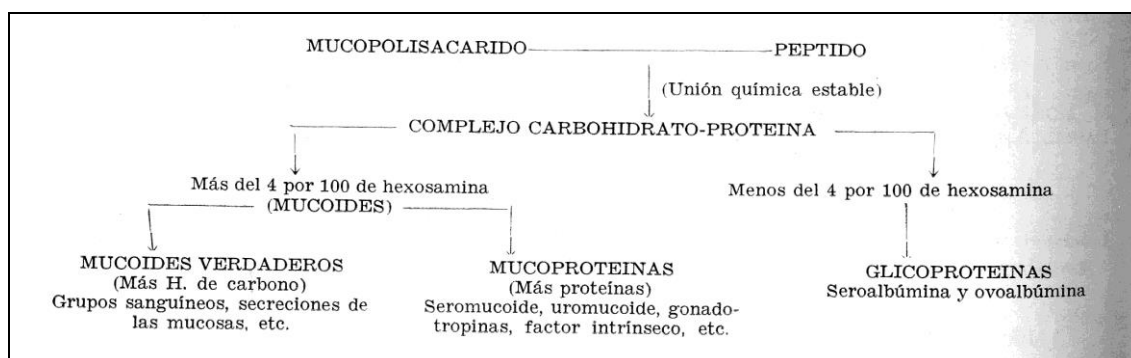 MUCOPOLISACARIDO PEPTIDO
(Unión química estable)
COMPLEJO CARBOHIDRATO-PROTEINA
Más del 4 por 100 de hexosamina
(MUCOIDES)
Menos del 4 por 100 de hexosamina
MUCOIDES VERDADEROS
(Más H. de carbono)
Grupos sanguíneos, secreciones de
las mucosas, etc.
MUCOPROTEINAS
(Más proteínas)
Seromucoide, uromucoide, gonado-
tropinas, factor intrínseco, etc.
GLICOPROTEINAS
Seroalbúmina y ovoalbúmina